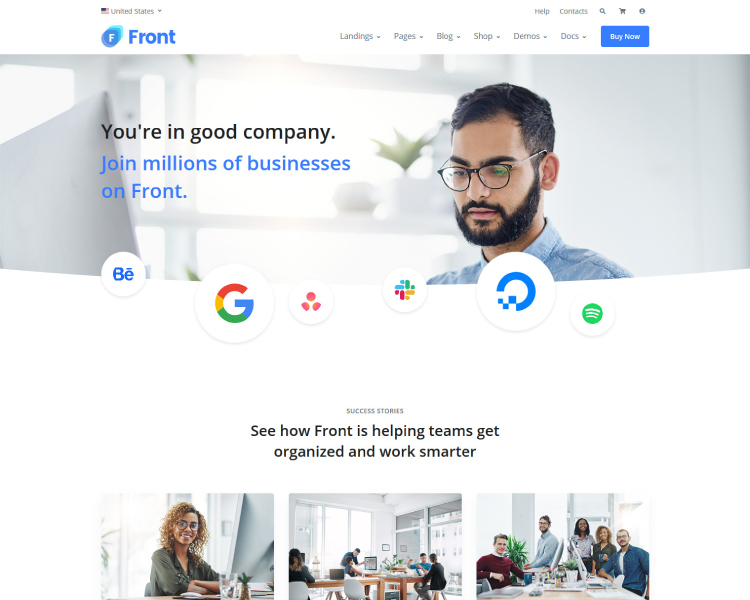 United States
Help
Contacts
F
Front
Landings
Pages
Blog
Shop
Demos
Docs
Buy Now
You're in good company.
Join millions of businesses
on Front.
Bē
G
SUCCESS STORIES
See how Front is helping teams get
organized and work smarter